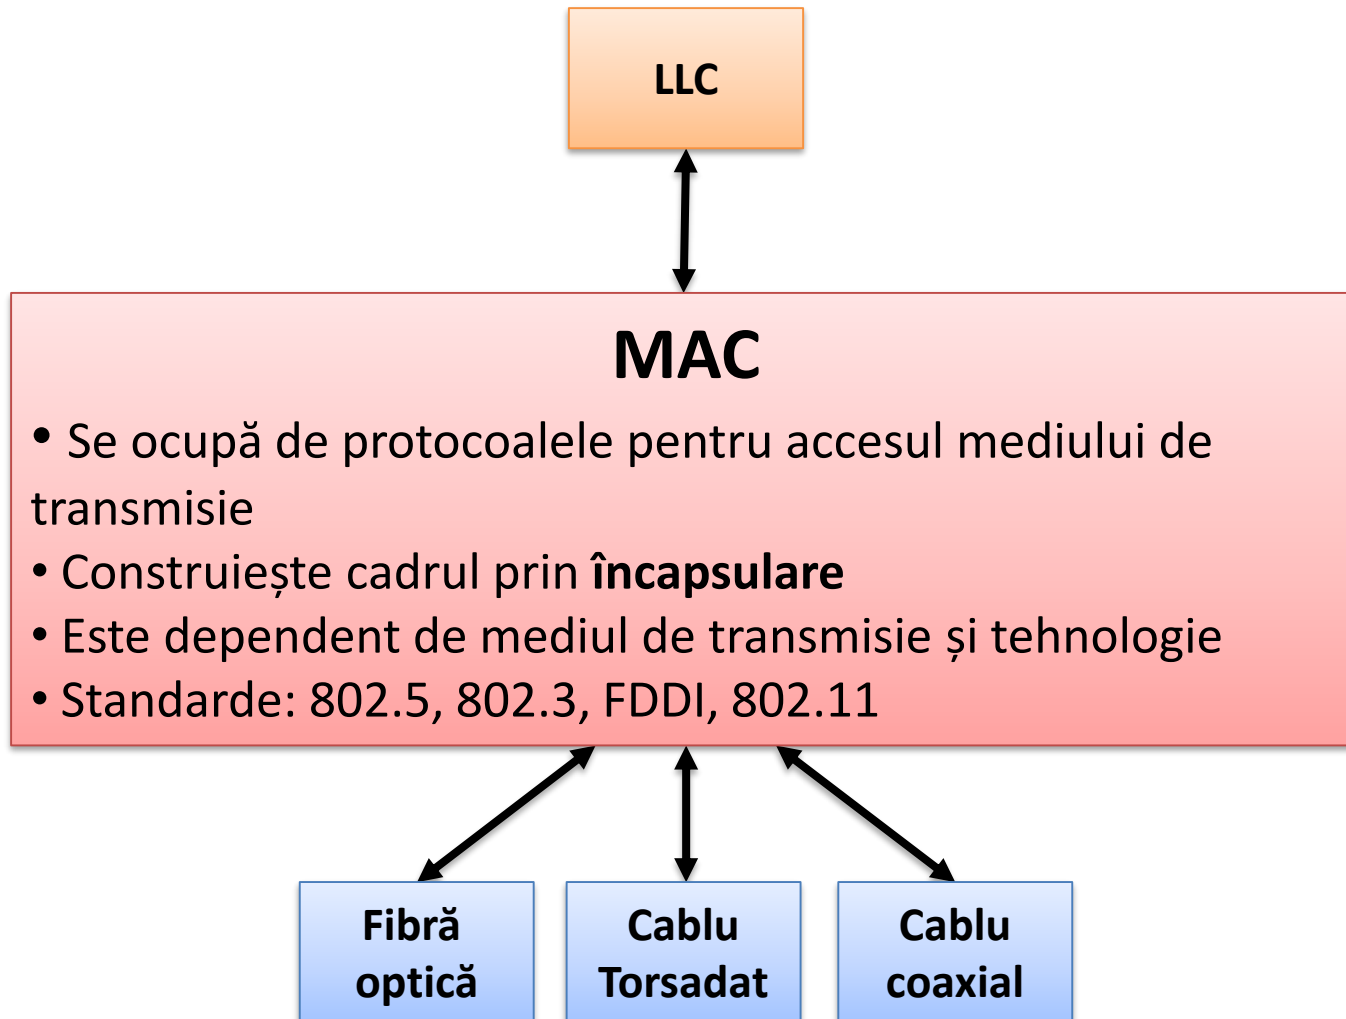 LLC
MAC
• Se ocupă de protocoalele pentru accesul mediului de
transmisie
• Construiește cadrul prin încapsulare
• Este dependent de mediul de transmisie și tehnologie
• Standarde: 802.5, 802.3, FDDI, 802.11
Fibră
optică
Cablu
Torsadat
Cablu
coaxial